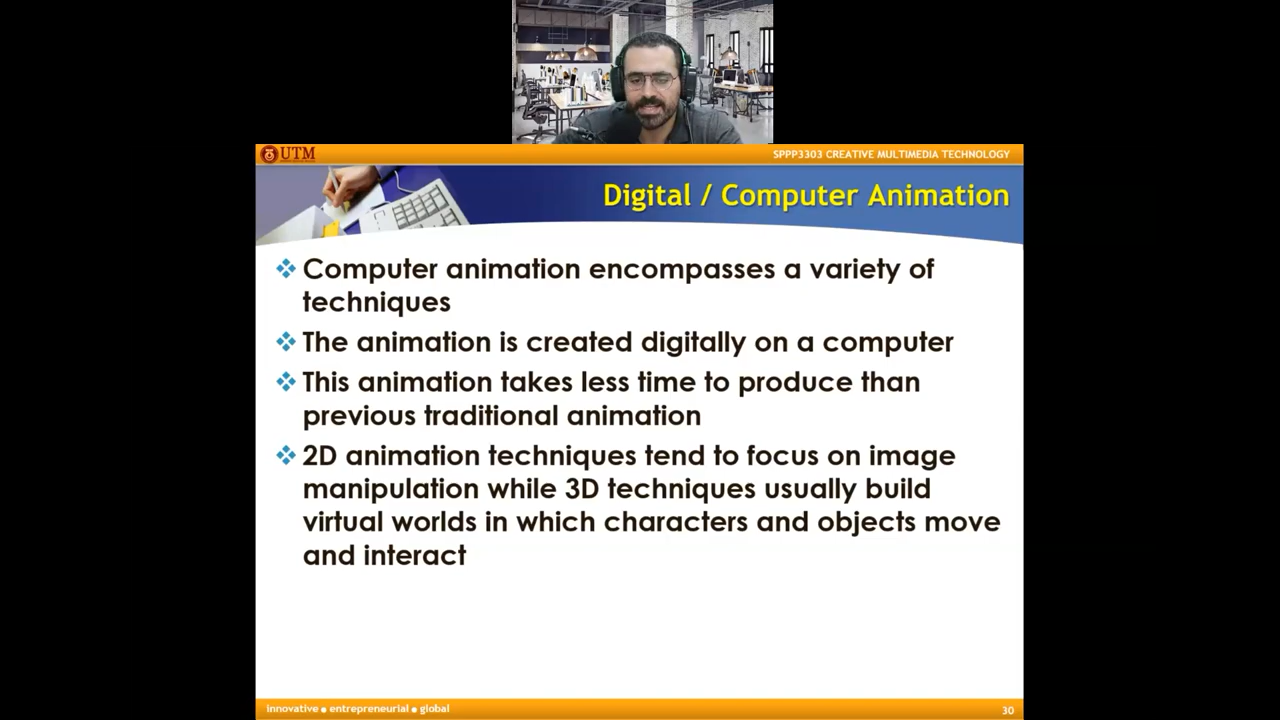 UTM
SPPP3303 CREATIVE MULTIMEDIA TECHNOLOGY
Digital / Computer Animation
Computer animation encompasses a variety of
techniques
The animation is created digitally on a computer
This animation takes less time to produce than
previous traditional animation
2D animation techniques tend to focus on image
manipulation while 3D techniques usually build
virtual worlds in which characters and objects move
and interact
innovative ● entrepreneurial ● global
30